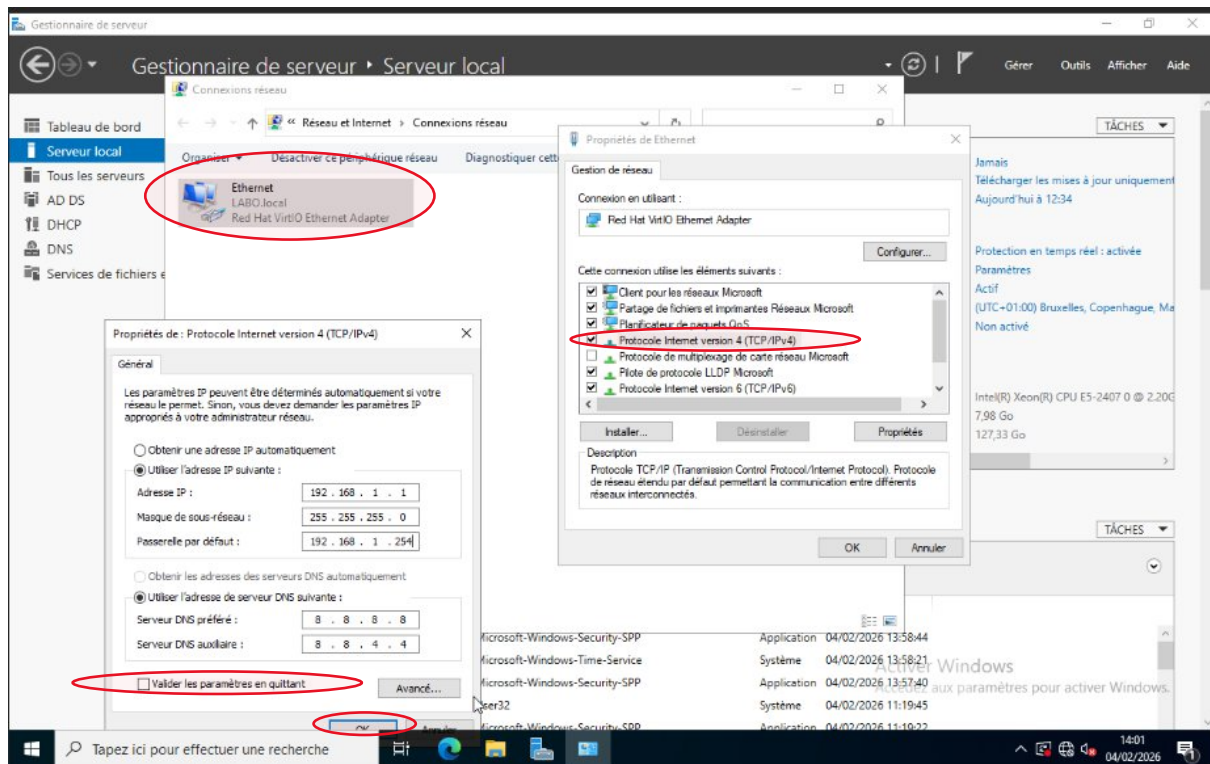 Gestionnaire de serveur
Gestionnaire de serveur • Serveur local
Gérer Outils Afficher Aide
Tableau de bord
Serveur local
Tous les serveurs
AD DS
DHCP
DNS
Services de fichiers e
Connexions réseau
« Réseau et Internet > Connexions réseau
Organiser Désactiver ce périphérique réseau Diagnostiquer cett
Ethernet
LABO.local
Red Hat VirtIO Ethernet Adapter
Propriétés de Ethernet
Gestion de réseau
Connexion en utilisant :
Red Hat VirtIO Ethernet Adapter
Configurer...
Cette connexion utilise les éléments suivants :
Client pour les réseaux Microsoft
Partage de fichiers et imprimantes Réseaux Microsoft
Planificateur de paquets QoS
Protocole Internet version 4 (TCP/IPv4)
Protocole de multiplexage de carte réseau Microsoft
Pilote de protocole LLDP Microsoft
Protocole Internet version 6 (TCP/IPv6)
Installer... Désinstaller Propriétés
Description
Protocole TCP/IP (Transmission Control Protocol/Internet Protocol). Protocole
de réseau étendu par défaut permettant la communication entre différents
réseaux interconnectés.
OK Annuler
TÂCHES
Jamais
Télécharger les mises à jour uniquement
Aujourd'hui à 12:34
Protection en temps réel : activée
Paramètres
Actif
(UTC+01:00) Bruxelles, Copenhague, Ma
Non activé
Intel(R) Xeon(R) CPU E5-2407 0 @ 2.20G
7,98 Go
127,33 Go
TÂCHES
Propriétés de : Protocole Internet version 4 (TCP/IPv4)
Général
Les paramètres IP peuvent être déterminés automatiquement si votre
réseau le permet. Sinon, vous devez demander les paramètres IP
appropriés à votre administrateur réseau.
Obtenir une adresse IP automatiquement
Utiliser l'adresse IP suivante :
Adresse IP : 192 . 168 . 1 . 1
Masque de sous-réseau : 255 . 255 . 255 . 0
Passerelle par défaut : 192 . 168 . 1 . 254
Obtenir les adresses des serveurs DNS automatiquement
Utiliser l'adresse de serveur DNS suivante :
Serveur DNS préféré : 8 . 8 . 8 . 8
Serveur DNS auxiliaire : 8 . 8 . 4 . 4
Valider les paramètres en quittant
Avancé...
OK Annuler
Microsoft-Windows-Security-SPP Application 04/02/2026 13:58:44
Microsoft-Windows-Time-Service Système 04/02/2026 13:58:21
Microsoft-Windows-Security-SPP Application 04/02/2026 13:57:40
ser32 Système 04/02/2026 11:19:45
Microsoft-Windows-Security-SPP Application 04/02/2026 11:19:22
Activer Windows
Accédez aux paramètres pour activer Windows.
Tapez ici pour effectuer une recherche
14:01
04/02/2026
1